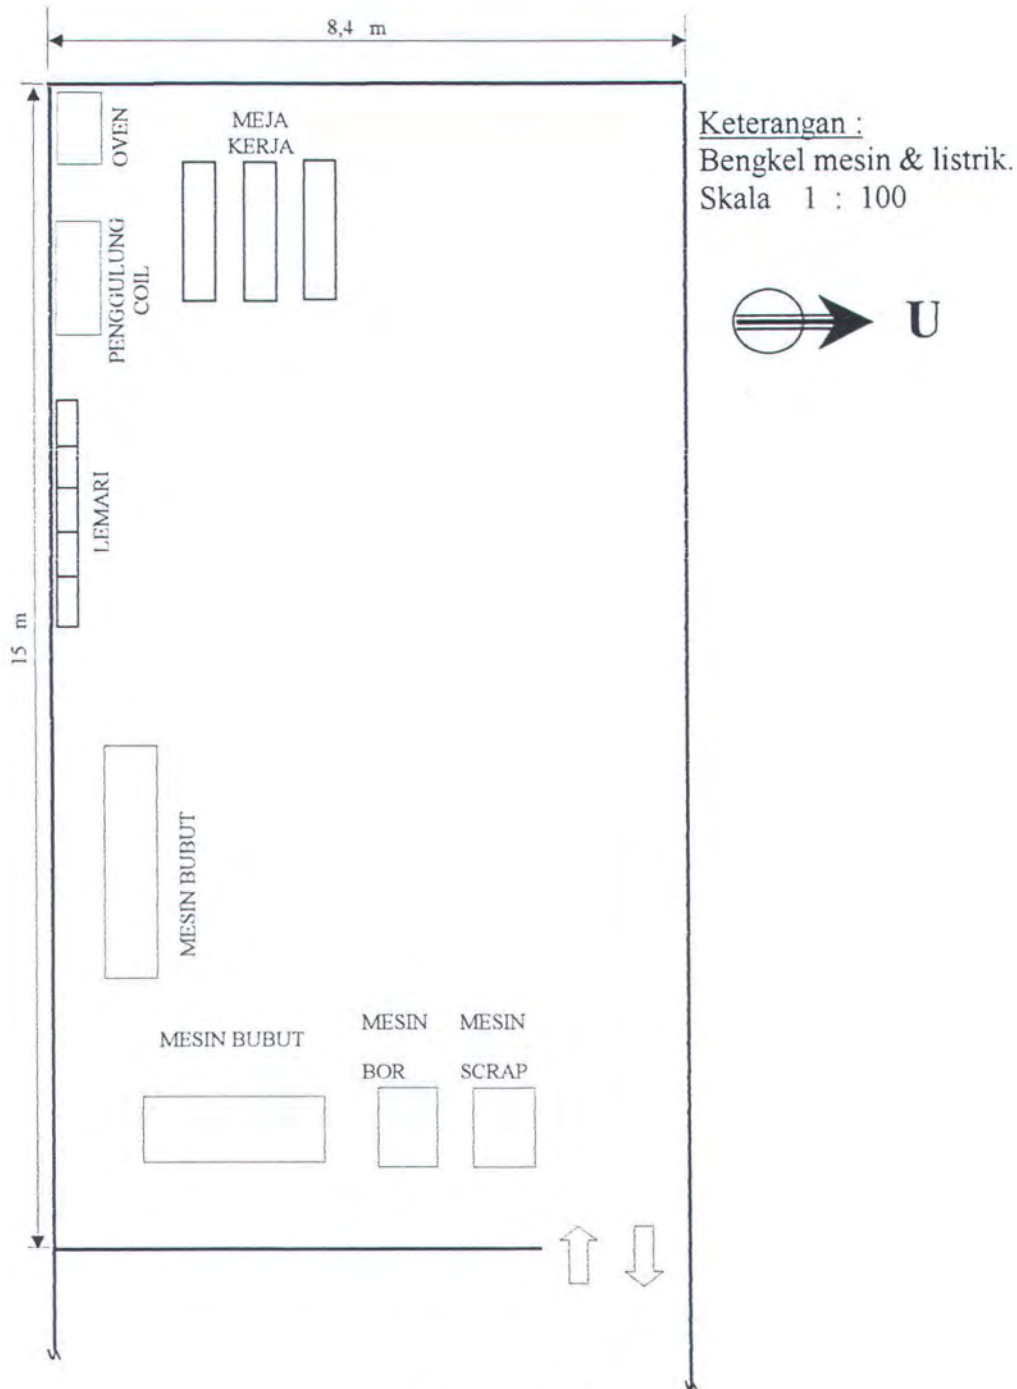 8,4 m
OVEN
MEJA
KERJA
Keterangan :
Bengkel mesin & listrik.
Skala 1 : 100
PENGGULUNG
COIL
U
LEMARI
15 m
MESIN BUBUT
MESIN BUBUT
MESIN
BOR
MESIN
SCRAP